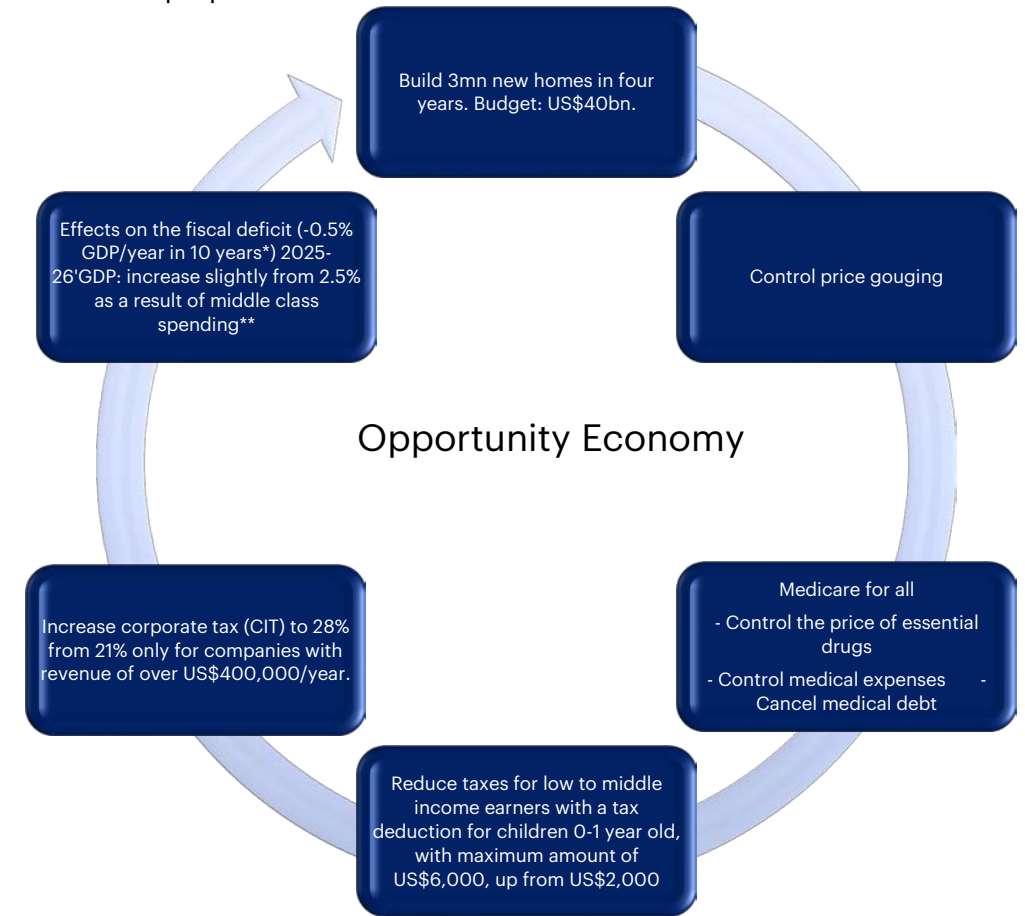 Build 3mn new homes in four
years. Budget: US$40bn.
Control price gouging
Medicare for all
- Control the price of essential
drugs
- Control medical expenses -
Cancel medical debt
Reduce taxes for low to middle
income earners with a tax
deduction for children 0-1 year old,
with maximum amount of
US$6,000, up from US$2,000
Increase corporate tax (CIT) to 28%
from 21% only for companies with
revenue of over US$400,000/year.
Effects on the fiscal deficit (-0.5%
GDP/year in 10 years*) 2025-
26'GDP: increase slightly from 2.5%
as a result of middle class
spending**
Opportunity Economy